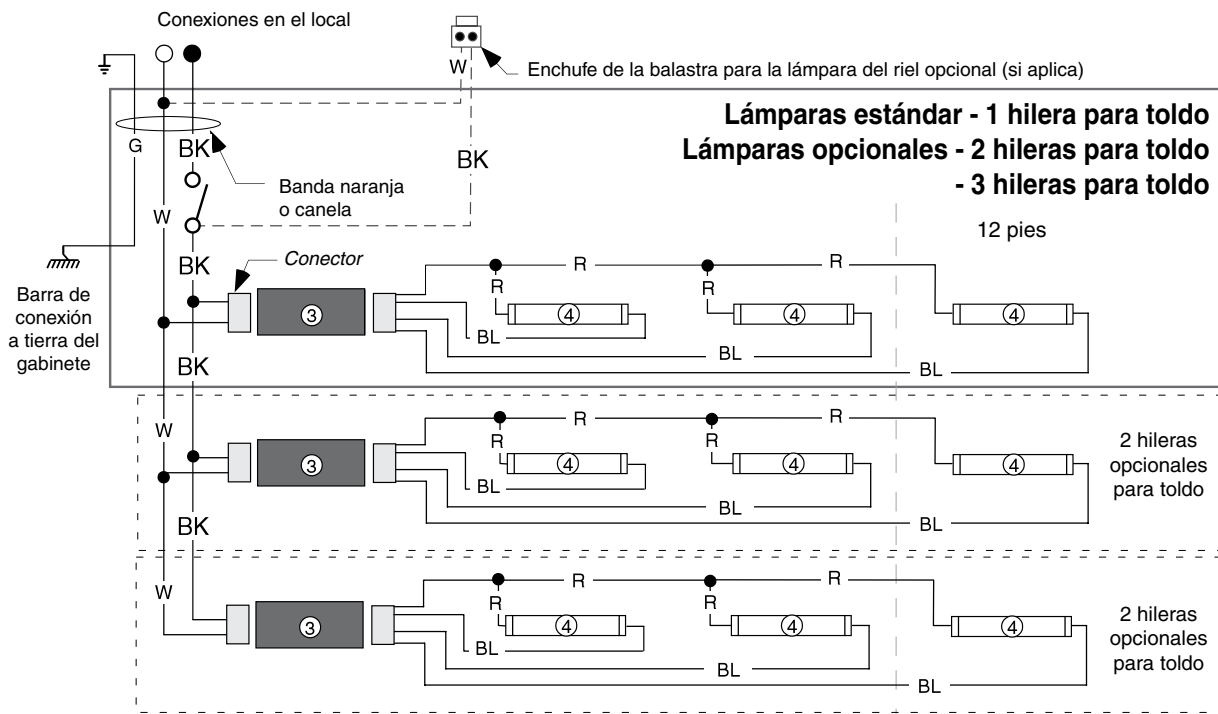 Conexiones en el local
W
Enchufe de la balastra para la lámpara del riel opcional (si aplica)
Lámparas estándar - 1 hilera para toldo
Lámparas opcionales - 2 hileras para toldo
- 3 hileras para toldo
G
BK
BK
Banda naranja
o canela
W
12 pies
BK
Conector
Barra de
conexión
a tierra del
gabinete
R
R
R
R
3
4
4
4
BL
BL
BL
BK
W
R
R
R
R
3
4
4
4
BL
BL
BL
2 hileras
opcionales
para toldo
BK
W
R
R
R
R
3
4
4
4
BL
BL
BL
2 hileras
opcionales
para toldo